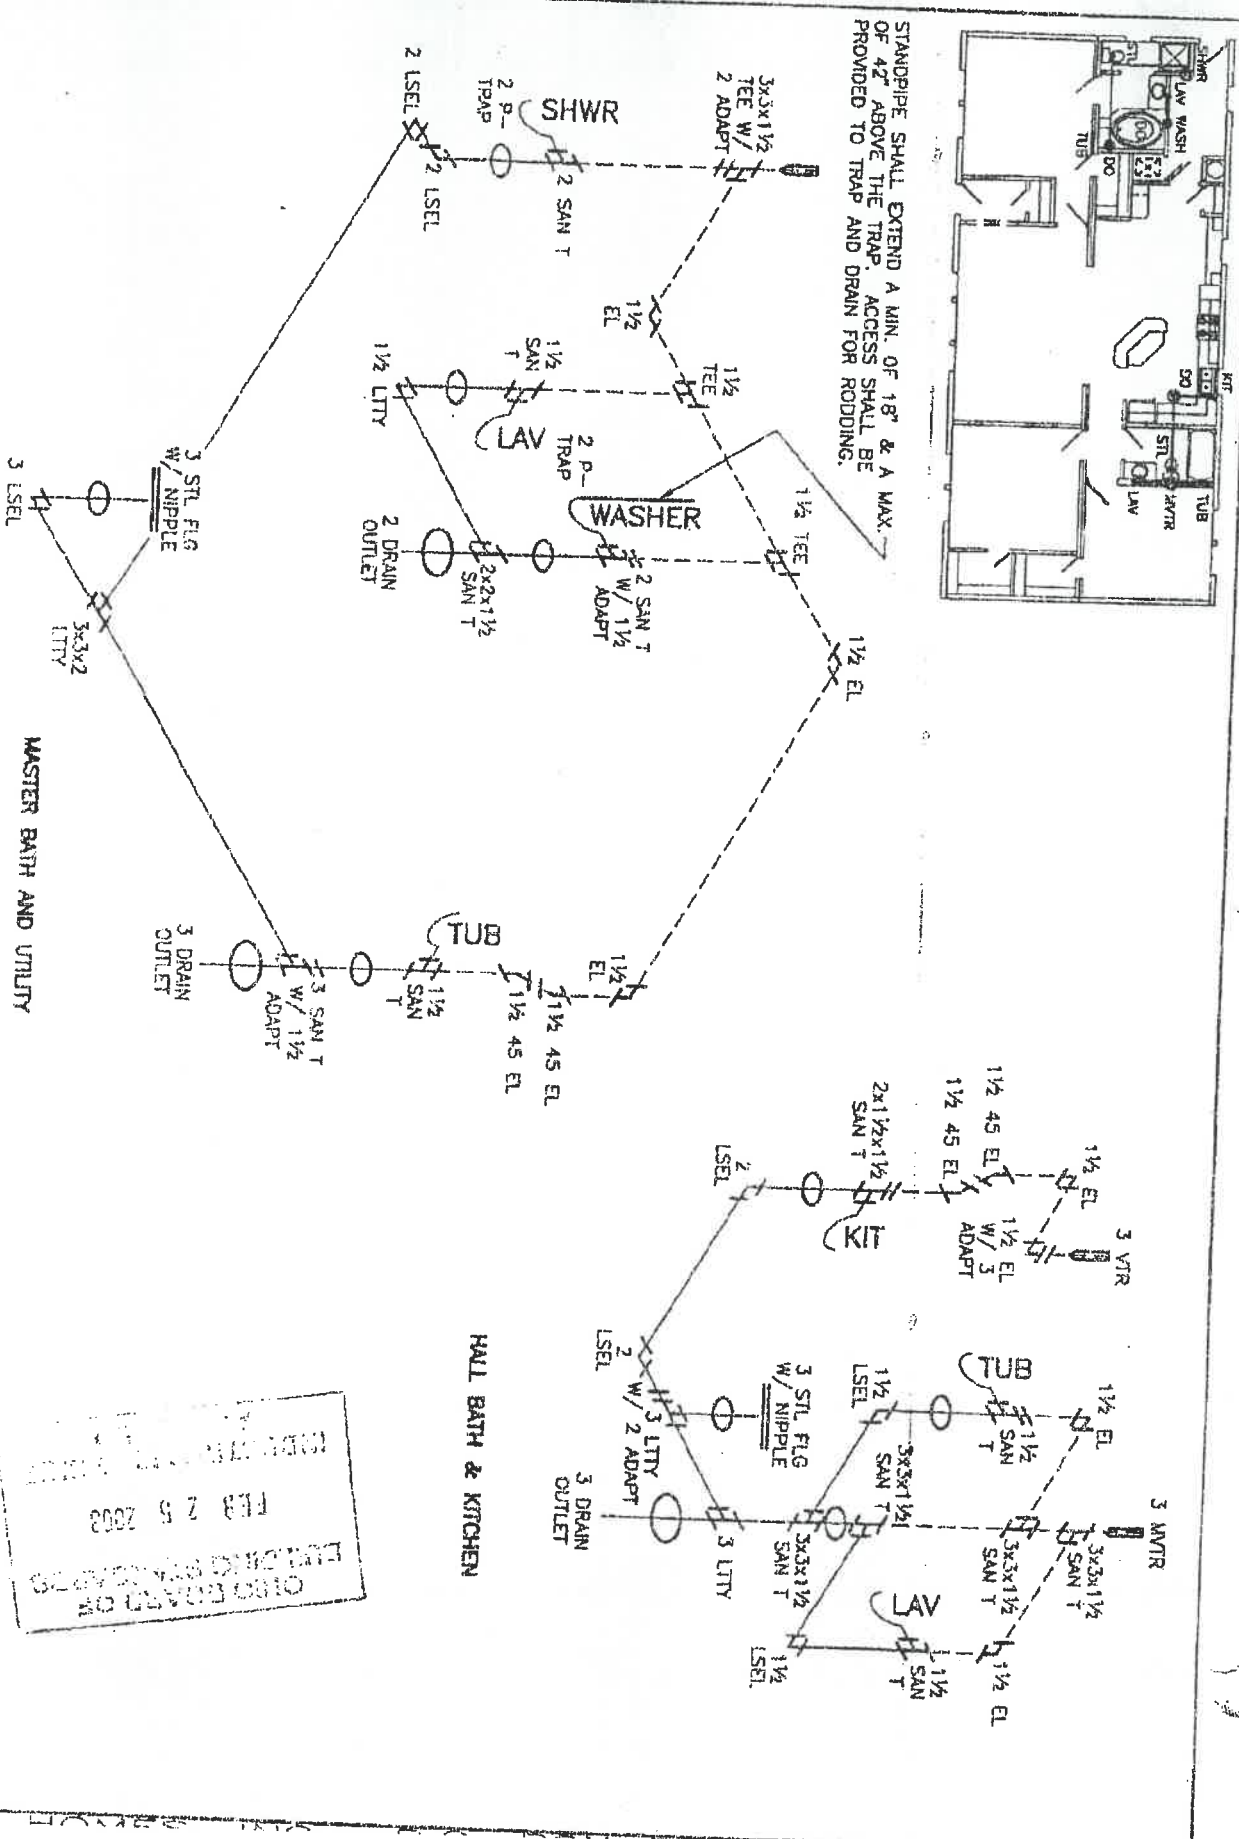 SHWR
LAV
WASH
STL
DO
TUB
DO
KIT
DO
STL
MVTR
TUB
LAV
STANDPIPE SHALL EXTEND A MIN. OF 18" & A MAX.
OF 42" ABOVE THE TRAP. ACCESS SHALL BE
PROVIDED TO TRAP AND DRAIN FOR RODDING.
3x3x1½
TEE W/
2 ADAPT
SHWR
2 P-
TRAP
2 SAN T
2 LSEL
2 LSEL
1½
EL
1½
TEE
1½
SAN
T
LAV
1½ LTTY
2 P-
TRAP
WASHER
1½ TEE
2 SAN T
W/ 1½
ADAPT
2x2x1½
SAN T
2 DRAIN
OUTLET
1½ EL
3 STL FLG
W/ NIPPLE
3 LSEL
3x3x2
LTTY
1½
EL
1½ 45 EL
1½ 45 EL
TUB
1½
SAN
T
3 SAN T
W/ 1½
ADAPT
3 DRAIN
OUTLET
MASTER BATH AND UTILITY
1½ EL
3 VTR
1½ 45 EL
1½ 45 EL
1½ EL
W/ 3
ADAPT
2x1½x1½
SAN T
KIT
2
LSEL
2
LSEL
3 LTTY
W/ 2 ADAPT
3 STL FLG
W/ NIPPLE
1½
LSEL
TUB
1½
SAN
T
1½ EL
3 MVTR
3x3x1½
SAN T
3x3x1½
SAN T
3x3x1½
SAN T
3x3x1½
SAN T
1½ EL
LAV
1½
SAN
T
1½
LSEL
3 LTTY
3 DRAIN
OUTLET
HALL BATH & KITCHEN
OHIO BOARD OF
BUILDING STANDARDS
FEB 25 2003